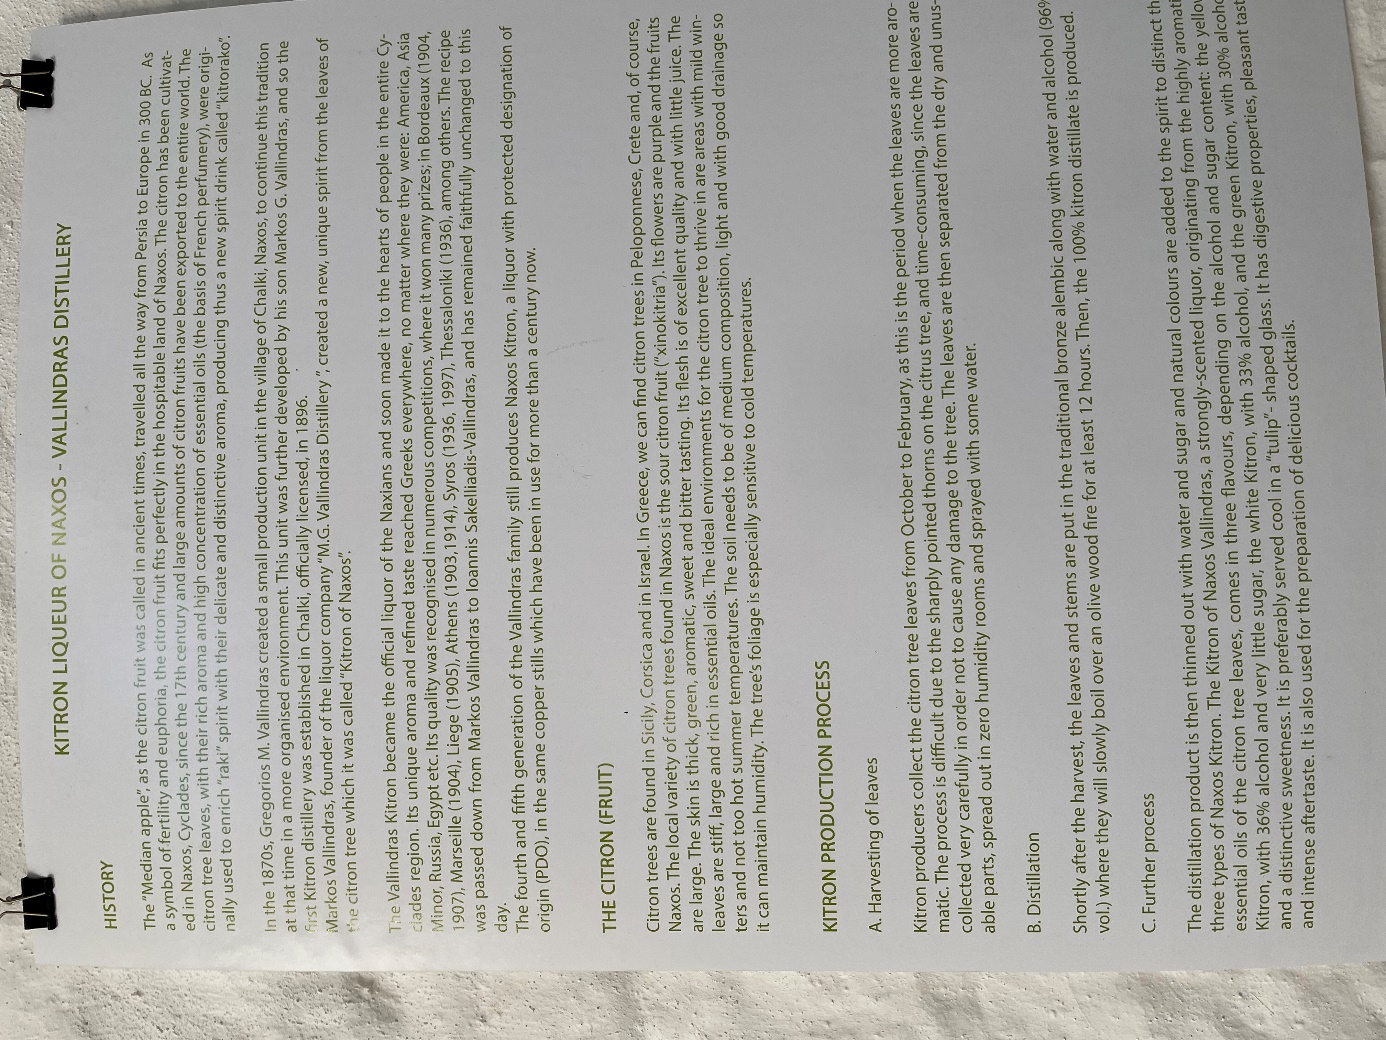 KITRON LIQUEUR OF NAXOS - VALLINDRAS DISTILLERY
HISTORY
The "Median apple", as the citron fruit was called in ancient times, travelled all the way from Persia to Europe in 300 BC. As
a symbol of fertility and euphoria, the citron fruit fits perfectly in the hospitable land of Naxos. The citron has been cultivat-
ed in Naxos, Cyclades, since the 17th century and large amounts of citron fruits have been exported to the entire world. The
citron tree leaves, with their rich aroma and high concentration of essential oils (the basis of French perfumery), were origi-
nally used to enrich "raki" spirit with their delicate and distinctive aroma, producing thus a new spirit drink called "kitrorako".
In the 1870s, Gregorios M. Vallindras created a small production unit in the village of Chalki, Naxos, to continue this tradition
at that time in a more organised environment. This unit was further developed by his son Markos G. Vallindras, and so the
first Kitron distillery was established in Chalki, officially licensed, in 1896.
Markos Vallindras, founder of the liquor company "M.G. Vallindras Distillery", created a new, unique spirit from the leaves of
the citron tree which it was called "Kitron of Naxos".
The Vallindras Kitron became the official liquor of the Naxians and soon made it to the hearts of people in the entire Cy-
clades region. Its unique aroma and refined taste reached Greeks everywhere, no matter where they were: America, Asia
Minor, Russia, Egypt etc. Its quality was recognised in numerous competitions, where it won many prizes; in Bordeaux (1904,
1907), Marseille (1904), Liege (1905), Athens (1903,1914), Syros (1936, 1997), Thessaloniki (1936), among others. The recipe
was passed down from Markos Vallindras to Ioannis Sakelliadis-Vallindras, and has remained faithfully unchanged to this
day.
The fourth and fifth generation of the Vallindras family still produces Naxos Kitron, a liquor with protected designation of
origin (PDO), in the same copper stills which have been in use for more than a century now.
THE CITRON (FRUIT)
Citron trees are found in Sicily, Corsica and in Israel. In Greece, we can find citron trees in Peloponnese, Crete and, of course,
Naxos. The local variety of citron trees found in Naxos is the sour citron fruit ("xinokitria"). Its flowers are purple and the fruits
are large. The skin is thick, green, aromatic, sweet and bitter tasting. Its flesh is of excellent quality and with little juice. The
leaves are stiff, large and rich in essential oils. The ideal environments for the citron tree to thrive in are areas with mild win-
ters and not too hot summer temperatures. The soil needs to be of medium composition, light and with good drainage so
it can maintain humidity. The tree's foliage is especially sensitive to cold temperatures.
KITRON PRODUCTION PROCESS
A. Harvesting of leaves
Kitron producers collect the citron tree leaves from October to February, as this is the period when the leaves are more aro-
matic. The process is difficult due to the sharply pointed thorns on the citrus tree, and time-consuming, since the leaves are
collected very carefully in order not to cause any damage to the tree. The leaves are then separated from the dry and unus-
able parts, spread out in zero humidity rooms and sprayed with some water.
B. Distillation
Shortly after the harvest, the leaves and stems are put in the traditional bronze alembic along with water and alcohol (96%
vol.) where they will slowly boil over an olive wood fire for at least 12 hours. Then, the 100% kitron distillate is produced.
C. Further process
The distillation product is then thinned out with water and sugar and natural colours are added to the spirit to distinct
three types of Naxos Kitron. The Kitron of Naxos Vallindras, a strongly-scented liquor, originating from the highly
essential oils of the citron tree leaves, comes in three flavours, depending on the alcohol and sugar content: the
Kitron, with 36% alcohol and very little sugar, the white Kitron, with 33% alcohol, and the green Kitron, with 30%
and a distinctive sweetness. It is preferably served cool in a "tulip"- shaped glass. It has digestive properties, pleasant
and intense aftertaste. It is also used for the preparation of delicious cocktails.